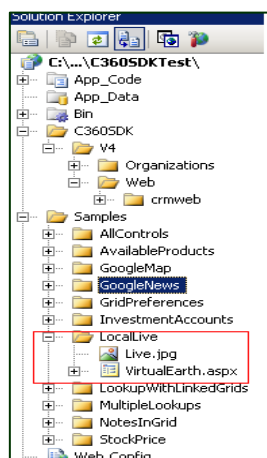 Solution Explorer
C:\...\C360SDKTest\
App_Code
App_Data
Bin
C360SDK
V4
Organizations
Web
crmweb
Samples
AllControls
AvailableProducts
GoogleMap
GoogleNews
GridPreferences
InvestmentAccounts
LocalLive
Live.jpg
VirtualEarth.aspx
LookupWithLinkedGrids
MultipleLookups
NotesInGrid
StockPrice
Web.Config